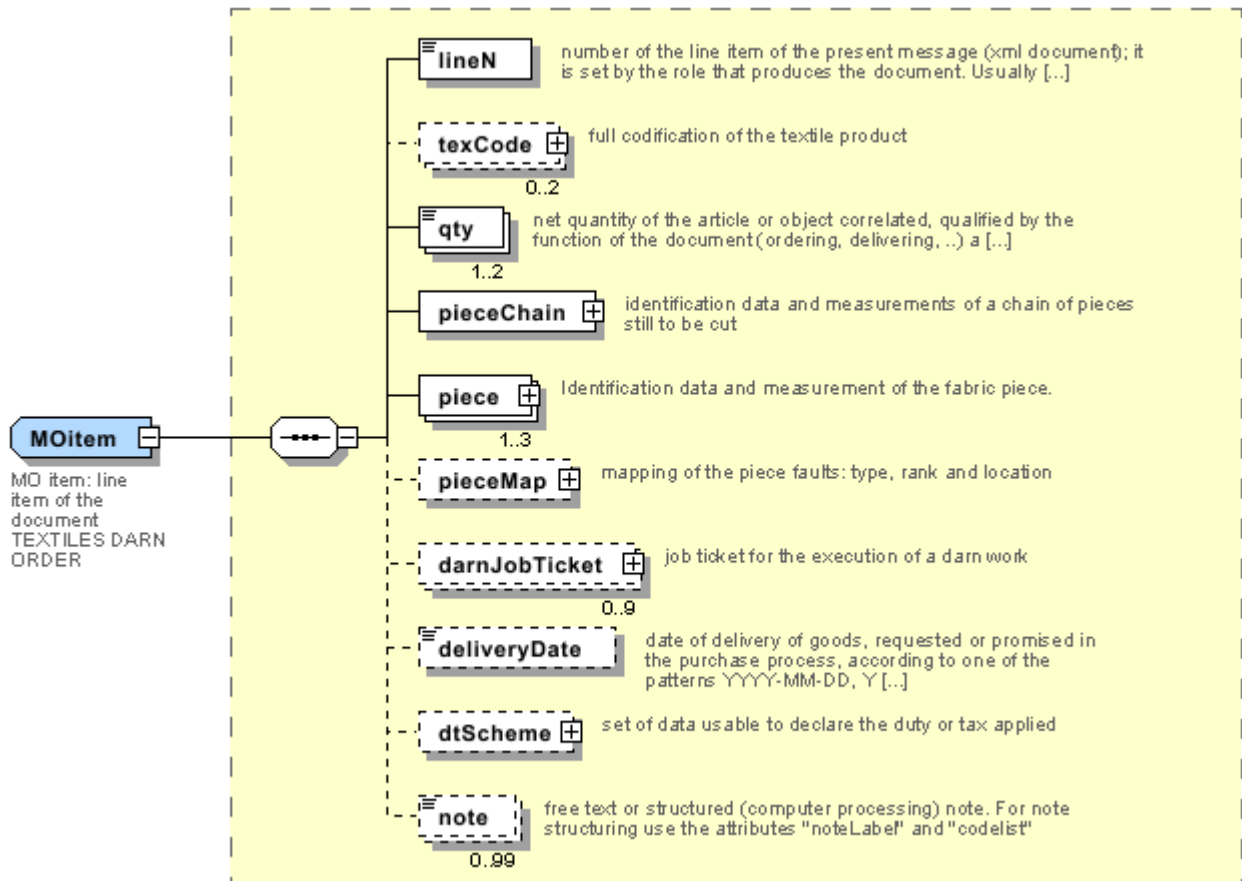 lineN
number of the line item of the present message (xml document); it
is set by the role that produces the document. Usually [...]
texCode
full codification of the textile product
0..2
qty
net quantity of the article or object correlated, qualified by the
function of the document (ordering, delivering, ..) a [...]
1..2
pieceChain
identification data and measurements of a chain of pieces
still to be cut
piece
Identification data and measurement of the fabric piece.
1..3
MOitem
MO item: line
item of the
document
TEXTILES DARN
ORDER
pieceMap
mapping of the piece faults: type, rank and location
darnJobTicket
job ticket for the execution of a darn work
0..9
deliveryDate
date of delivery of goods, requested or promised in
the purchase process, according to one of the
patterns YYYY-MM-DD, Y [...]
dtScheme
set of data usable to declare the duty or tax applied
note
free text or structured (computer processing) note. For note
structuring use the attributes "noteLabel" and "codelist"
0..99